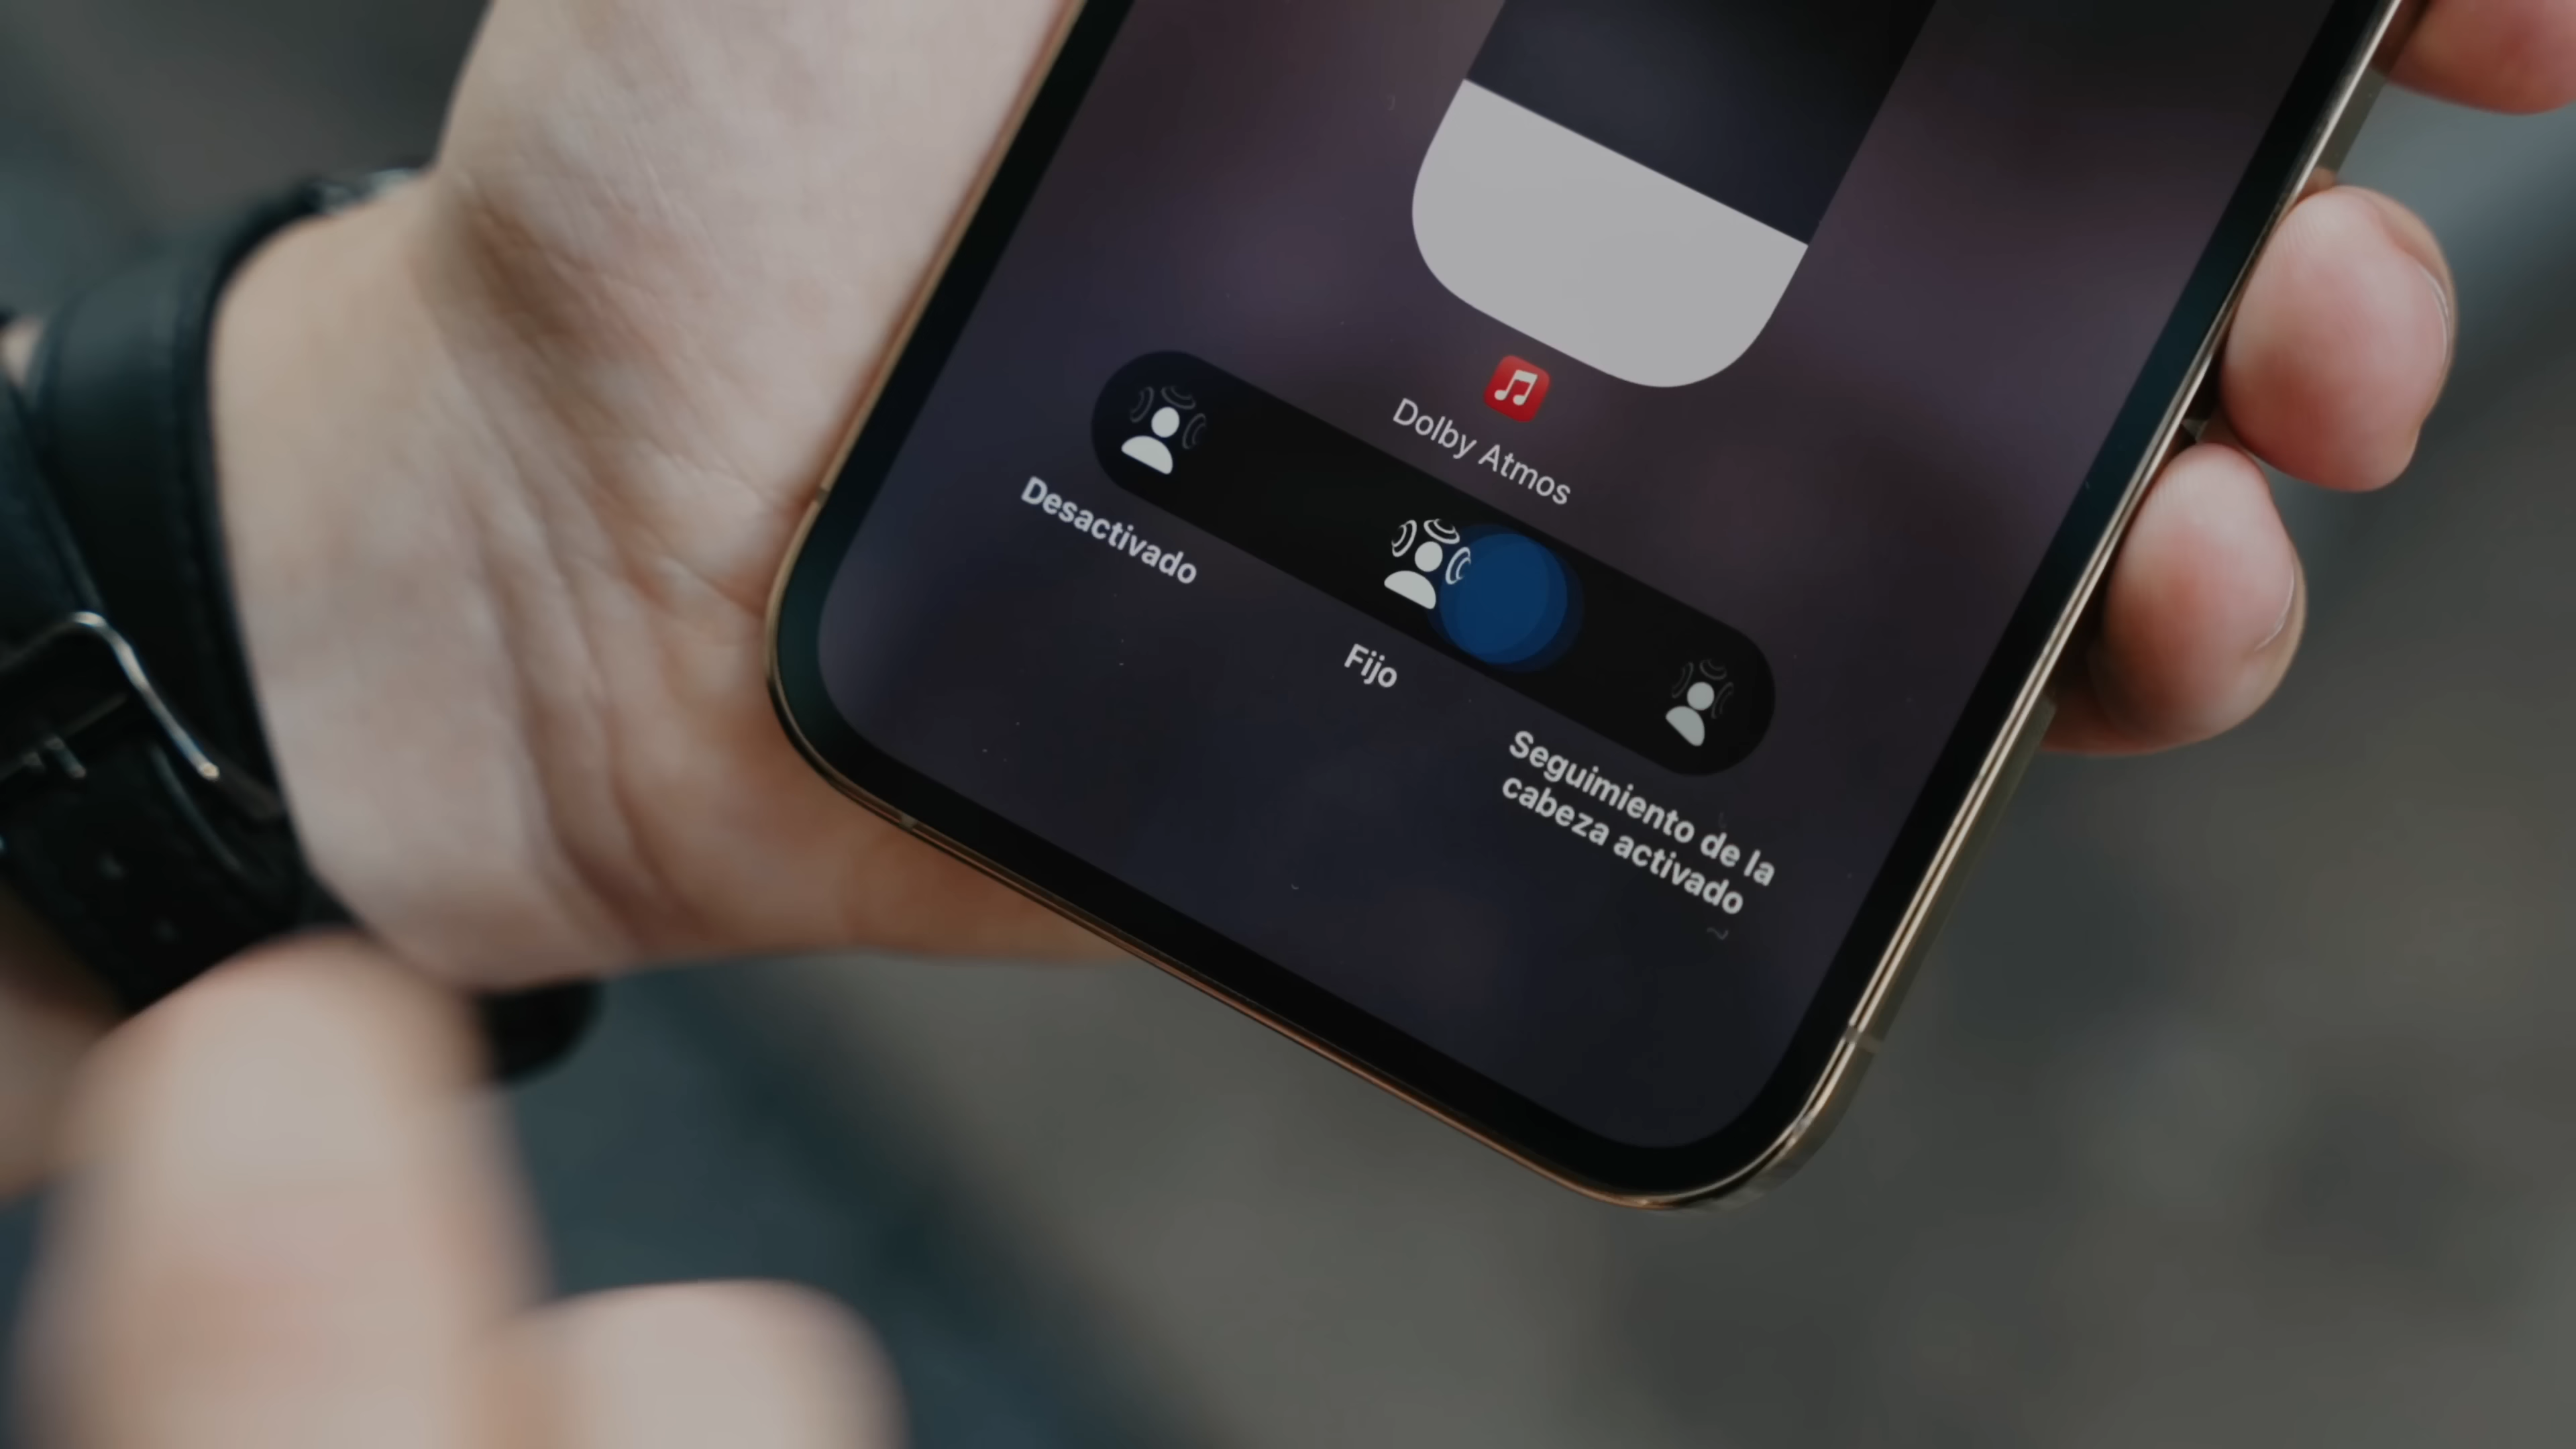 Dolby Atmos
Desactivado
Fijo
Seguimiento de la
cabeza activado